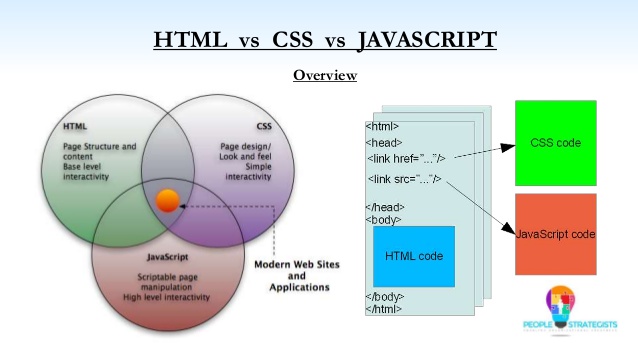 HTML vs CSS vs JAVASCRIPT
Overview
HTML
Page Structure and
content
Base level
interactivity
CSS
Page design/
Look and feel
Simple
interactivity
JavaScript
Scriptable page
manipulation
High level interactivity
Modern Web Sites
and
Applications
<html>
<head>
<link href="..."/>
<link src="..."/>
</head>
<body>
HTML code
</body>
</html>
CSS code
JavaScript code
PEOPLE STRATEGISTS